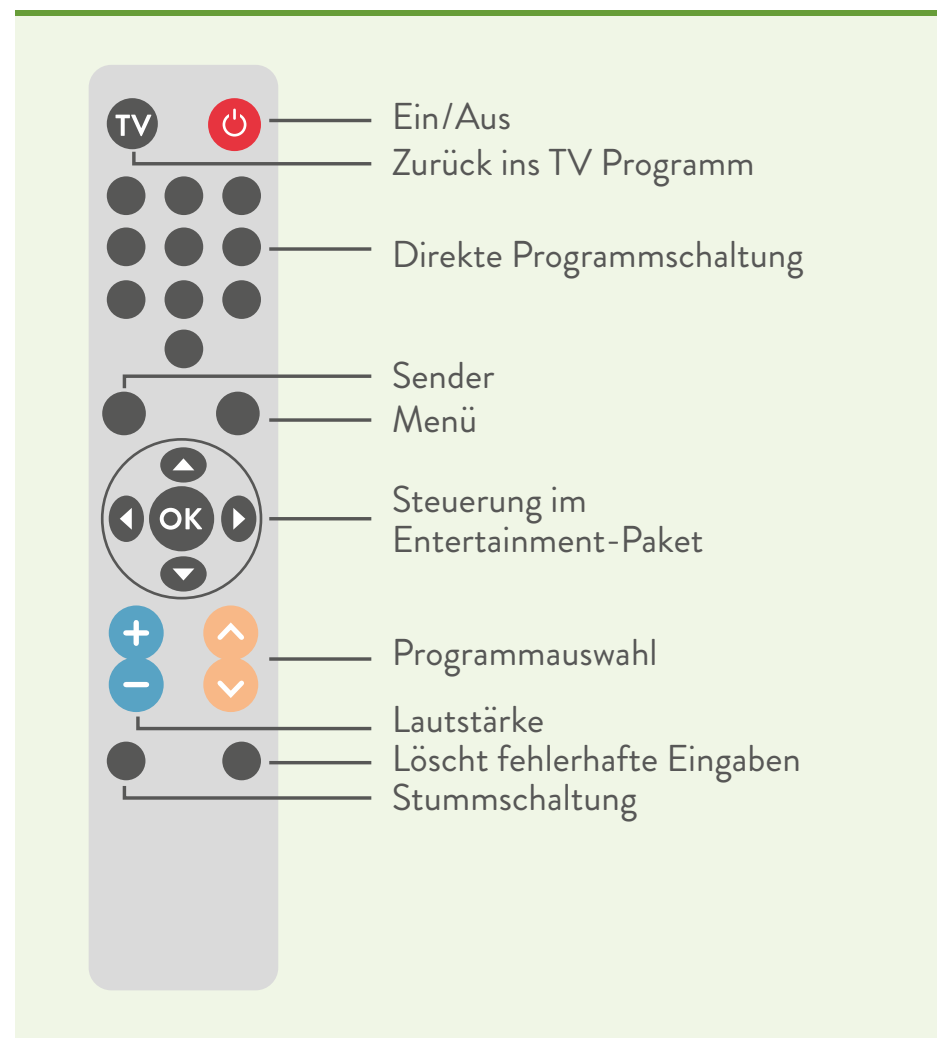 TV
Ein/Aus
Zurück ins TV Programm
Direkte Programmschaltung
Sender
Menü
OK
Steuerung im
Entertainment-Paket
Programmauswahl
Lautstärke
Löscht fehlerhafte Eingaben
Stummschaltung